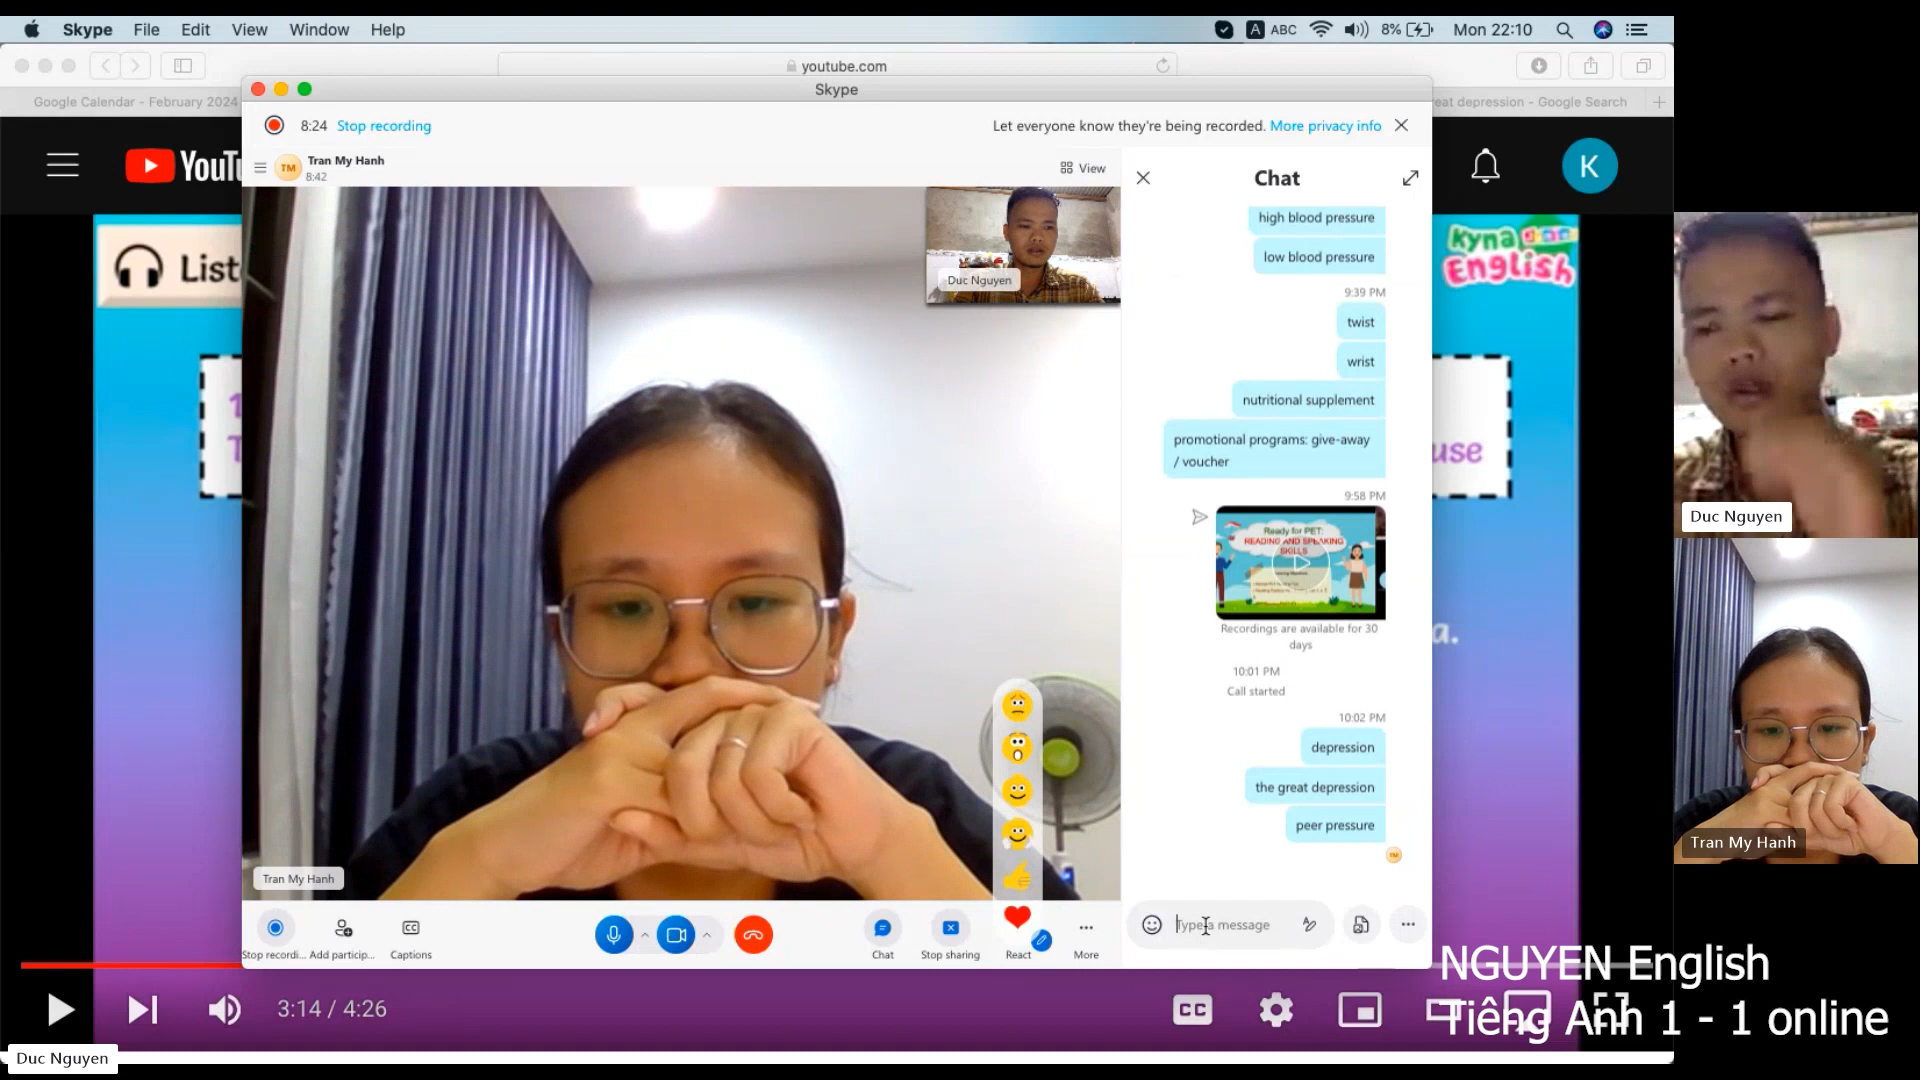 Skype File Edit View Window Help
ABC 8% Mon 22:10
youtube.com
Google Calendar - February 2024
eat depression - Google Search
Skype
8:24 Stop recording
Let everyone know they're being recorded. More privacy info
TM Tran My Hanh
8:42
View
Chat
K
List
Kyna
English
Duc Nguyen
high blood pressure
low blood pressure
9:39 PM
twist
wrist
nutritional supplement
promotional programs: give-away
/ voucher
use
9:58 PM
Ready for PET:
READING AND SPEAKING
SKILLS
Recordings are available for 30
days
a.
10:01 PM
Call started
10:02 PM
depression
the great depression
peer pressure
TM
Type a message
Tran My Hanh
Stop recordi... Add particip... Captions
Chat Stop sharing React More
Duc Nguyen
Tran My Hanh
3:14 / 4:26
CC
NGUYEN English
Tiêng Anh 1 - 1 online
Duc Nguyen